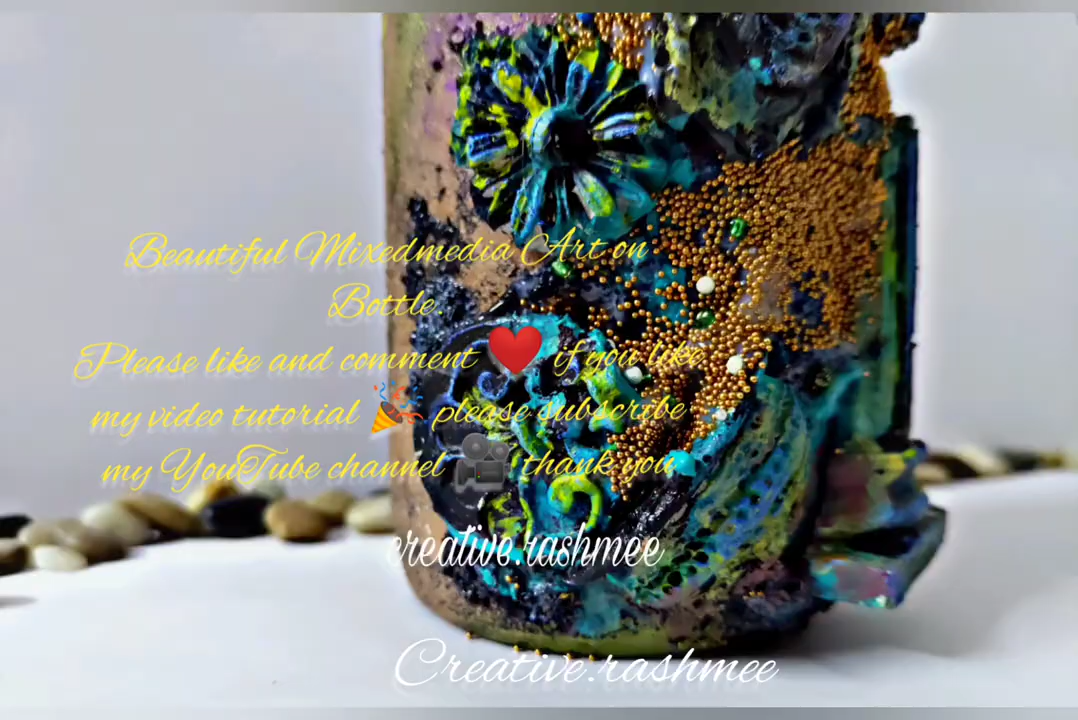 Beautiful Mixedmedia Art on
Bottle.
Please like and comment ❤️ if you like
my video tutorial 🎉 please subscribe
my YouTube channel 🎥 thank you
creative.rashmee
Creative.rashmee